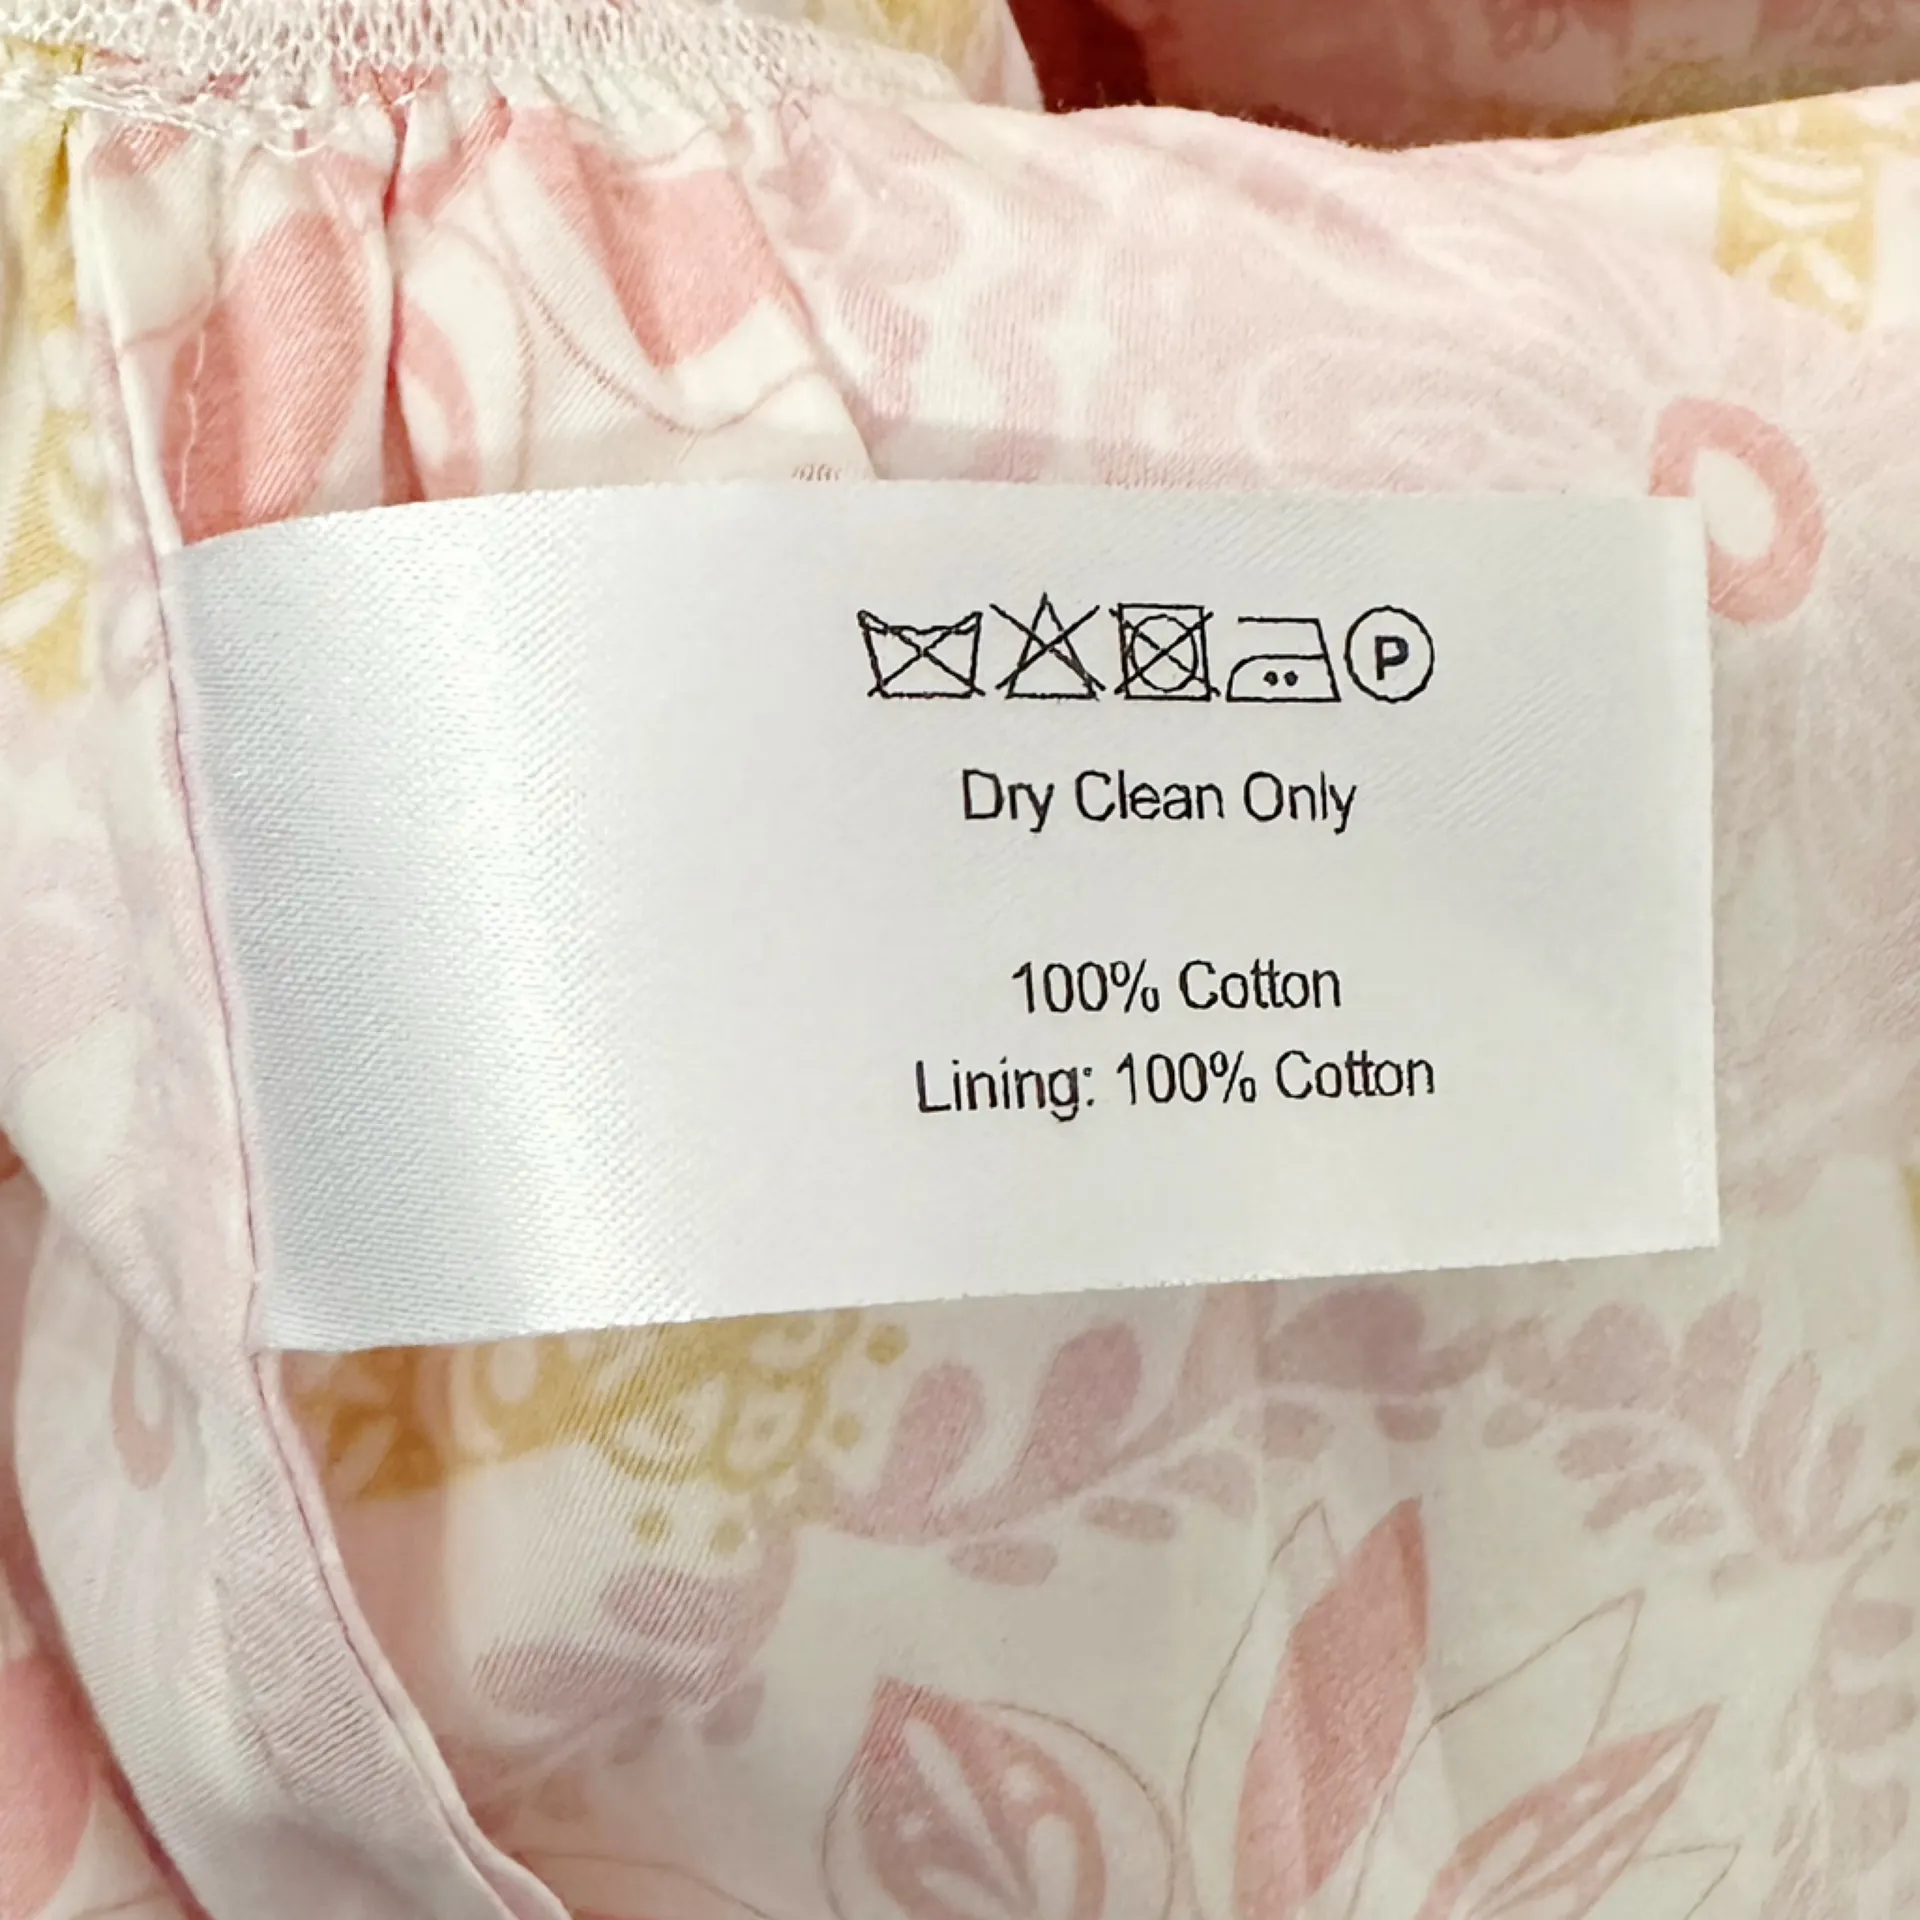 P
Dry Clean Only
100% Cotton
Lining: 100% Cotton